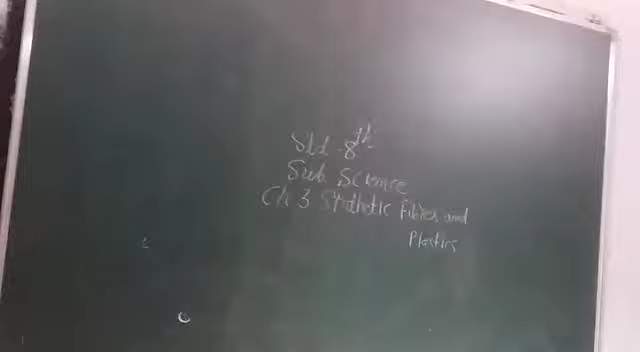 Std. 8th
Sub Science
Ch 3 Synthetic Fibres and
Plastics